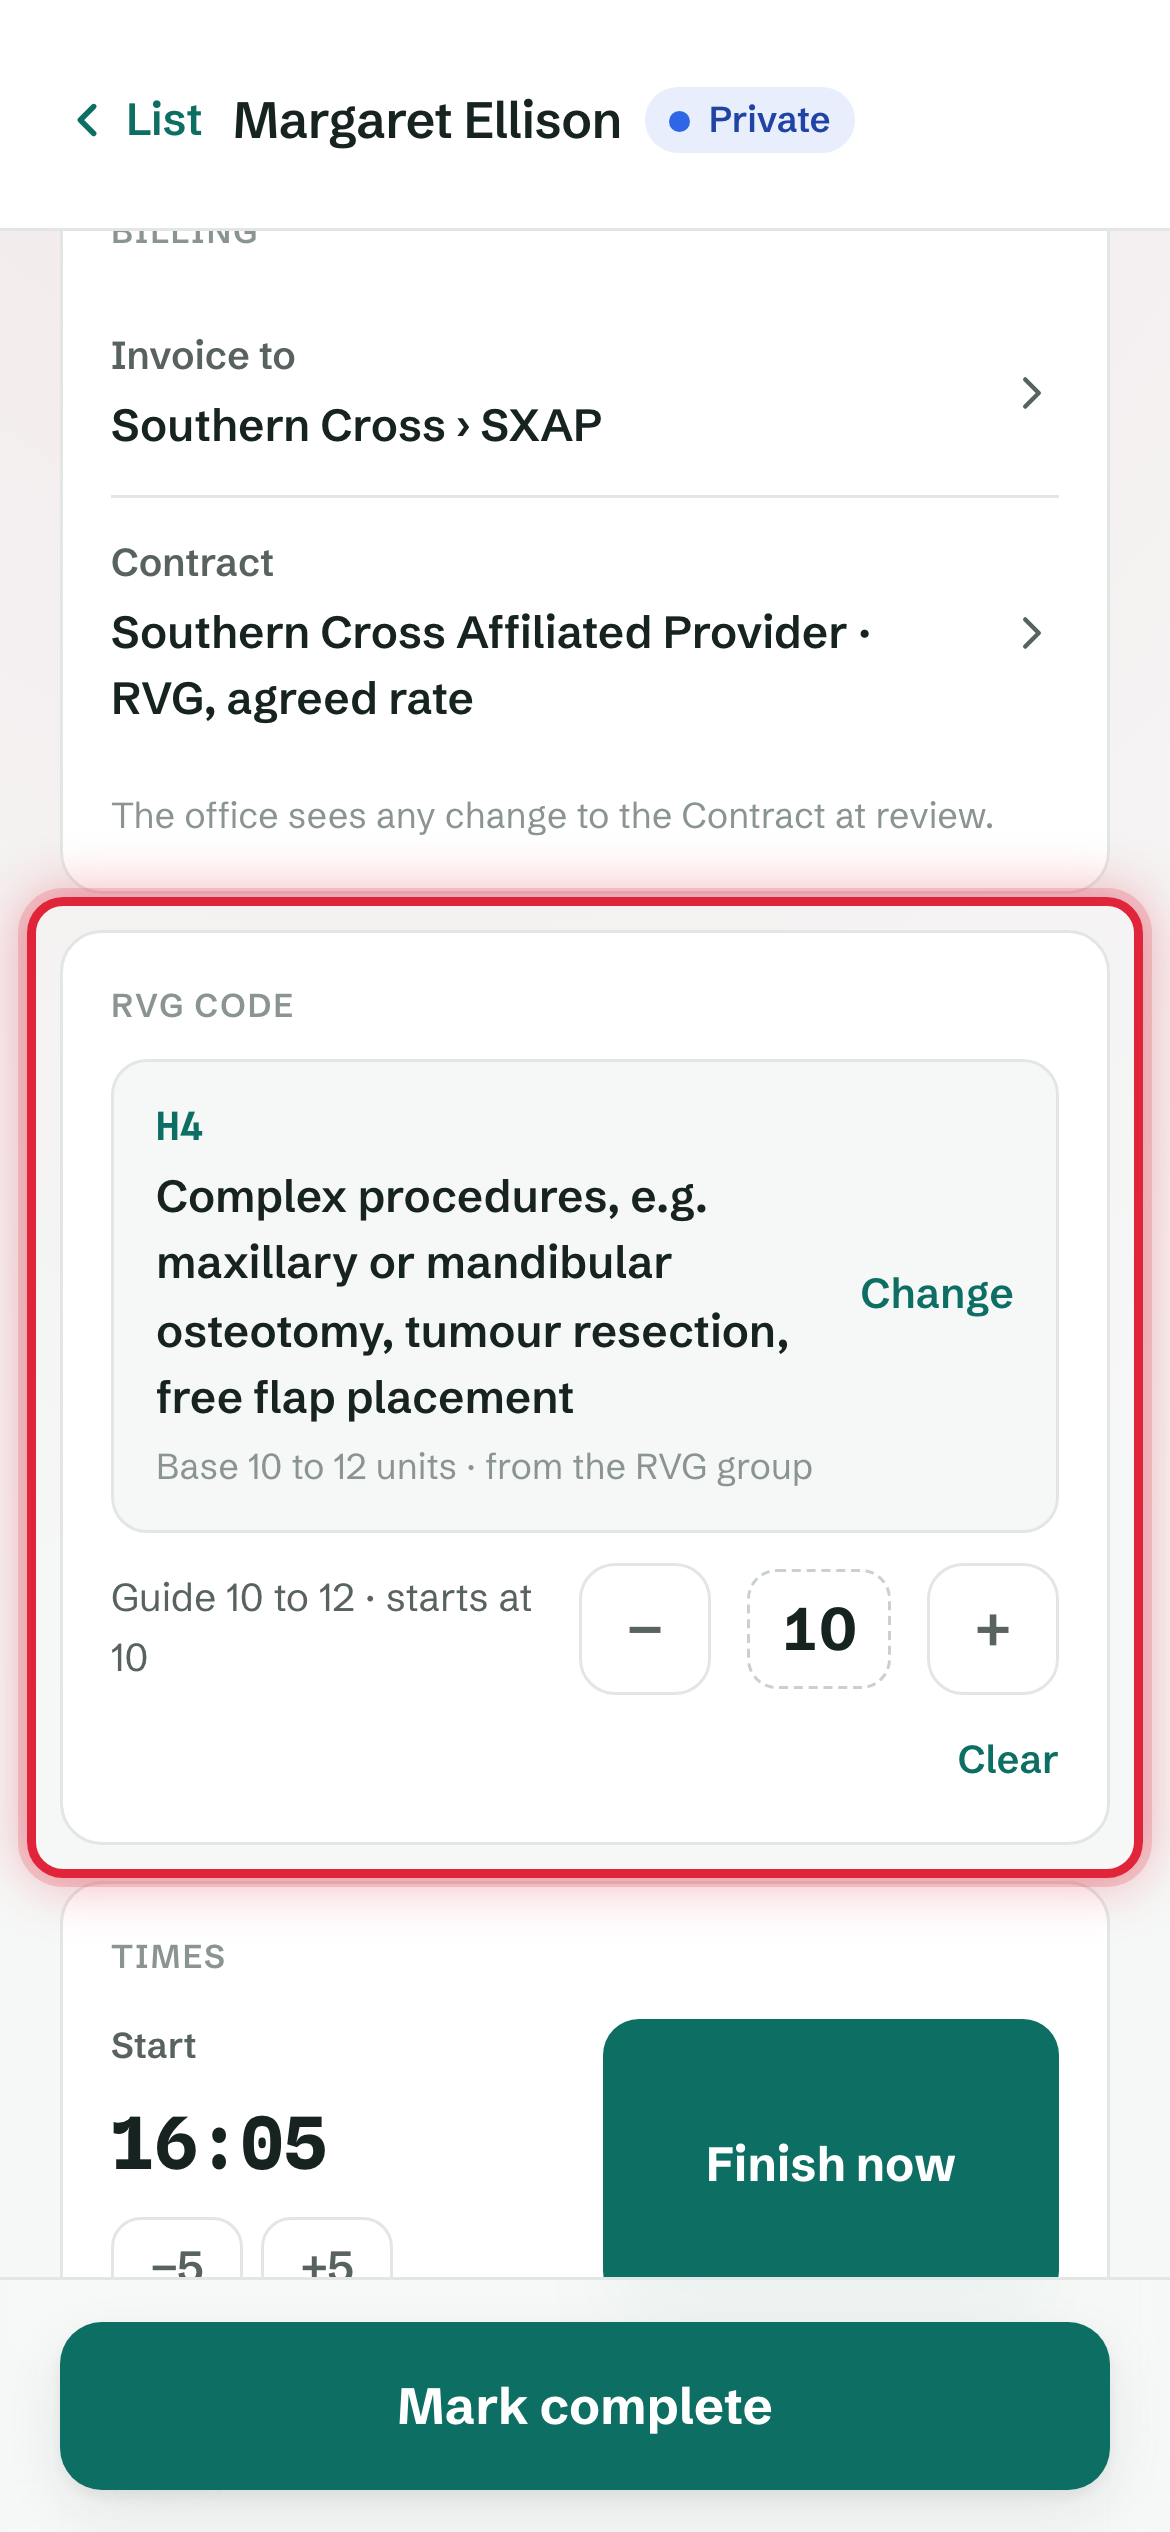 List Margaret Ellison Private
BILLING
Invoice to
Southern Cross › SXAP
Contract
Southern Cross Affiliated Provider ·
RVG, agreed rate
The office sees any change to the Contract at review.
RVG CODE
H4
Complex procedures, e.g.
maxillary or mandibular
osteotomy, tumour resection,
free flap placement
Change
Base 10 to 12 units · from the RVG group
Guide 10 to 12 · starts at
10
− 10 +
Clear
TIMES
Start
16:05
Finish now
−5 +5
Mark complete